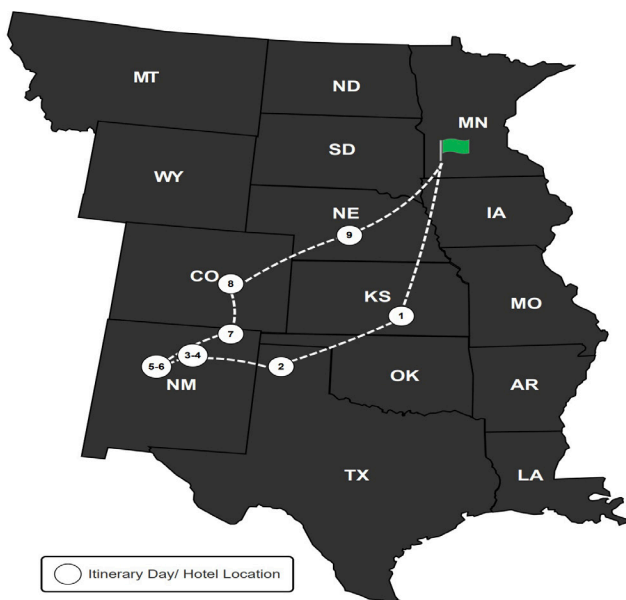 MT
ND
MN
SD
WY
NE
IA
9
CO
8
KS
MO
1
7
3-4
5-6
2
NM
OK
AR
TX
LA
Itinerary Day/ Hotel Location